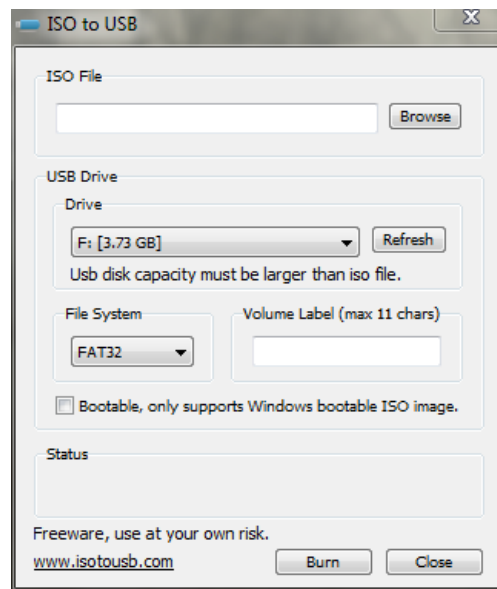 ISO to USB
ISO File
Browse
USB Drive
Drive
F: [3.73 GB]
Refresh
Usb disk capacity must be larger than iso file.
File System
Volume Label (max 11 chars)
FAT32
Bootable, only supports Windows bootable ISO image.
Status
Freeware, use at your own risk.
www.isotousb.com
Burn
Close